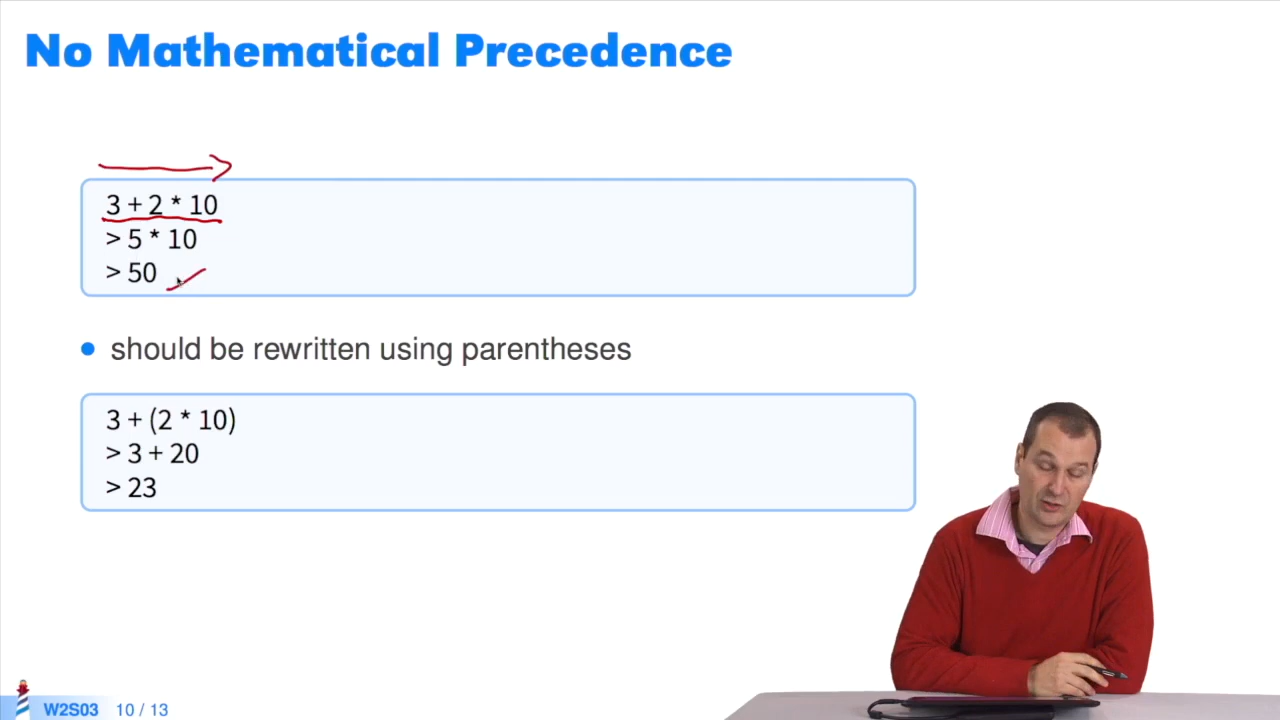 No Mathematical Precedence
3 + 2 * 10
> 5 * 10
> 50
should be rewritten using parentheses
3 + (2 * 10)
> 3 + 20
> 23
W2S03 10 / 13